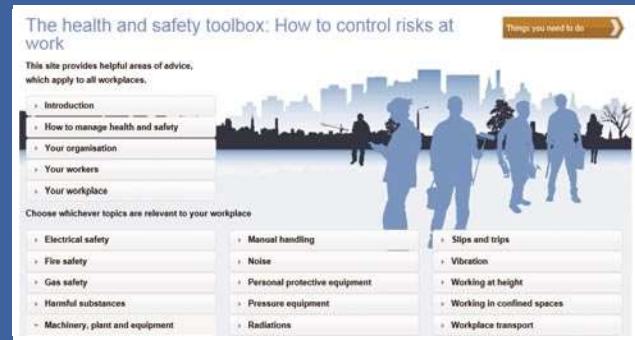 The health and safety toolbox: How to control risks at
work
Things you need to do
This site provides helpful areas of advice,
which apply to all workplaces.
Introduction
How to manage health and safety
Your organisation
Your workers
Your workplace
Choose whichever topics are relevant to your workplace
Electrical safety
Manual handling
Slips and trips
Fire safety
Noise
Vibration
Gas safety
Personal protective equipment
Working at height
Harmful substances
Pressure equipment
Working in confined spaces
Machinery, plant and equipment
Radiations
Workplace transport